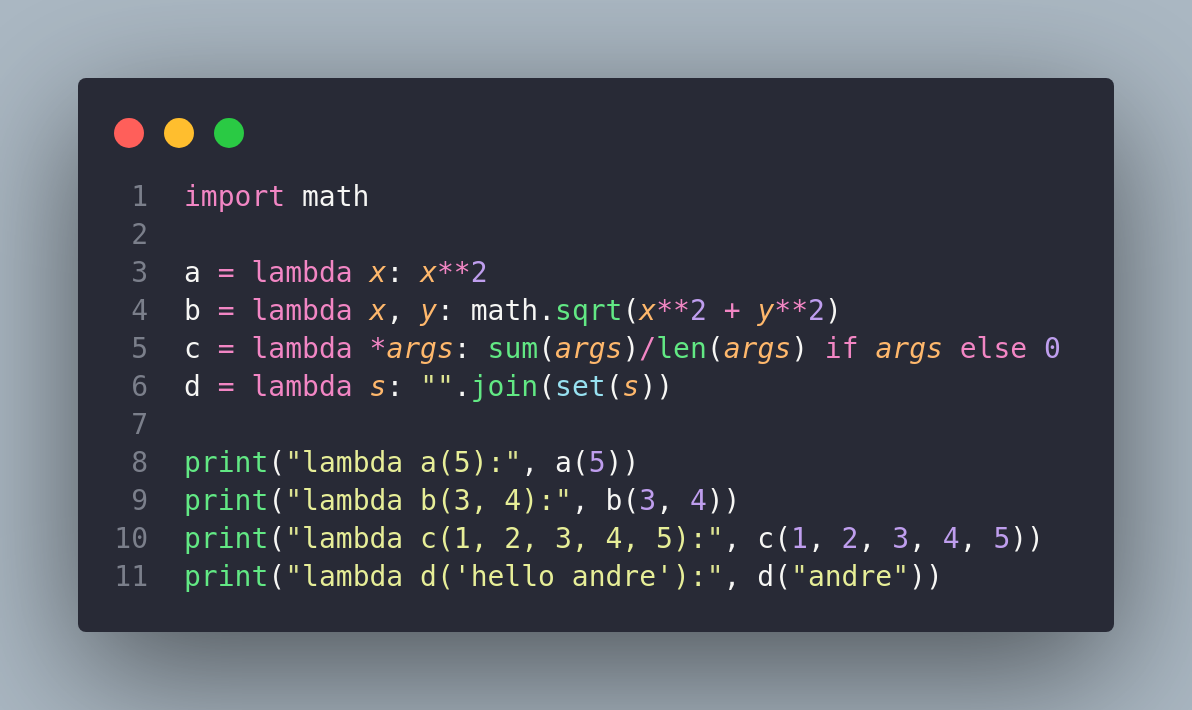 1 import math
2
3 a = lambda x: x**2
4 b = lambda x, y: math.sqrt(x**2 + y**2)
5 c = lambda *args: sum(args)/len(args) if args else 0
6 d = lambda s: "".join(set(s))
7
8 print("lambda a(5):", a(5))
9 print("lambda b(3, 4):", b(3, 4))
10 print("lambda c(1, 2, 3, 4, 5):", c(1, 2, 3, 4, 5))
11 print("lambda d('hello andre'):", d("andre"))